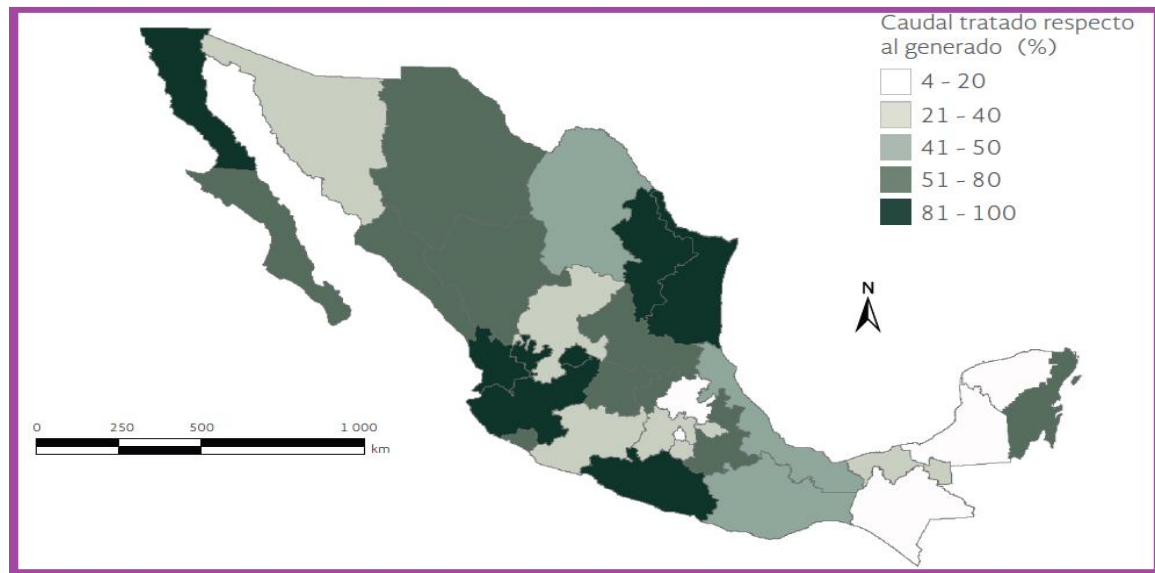 Caudal tratado respecto
al generado (%)
4 - 20
21 - 40
41 - 50
51 - 80
81 - 100
N
0 250 500 1 000
km